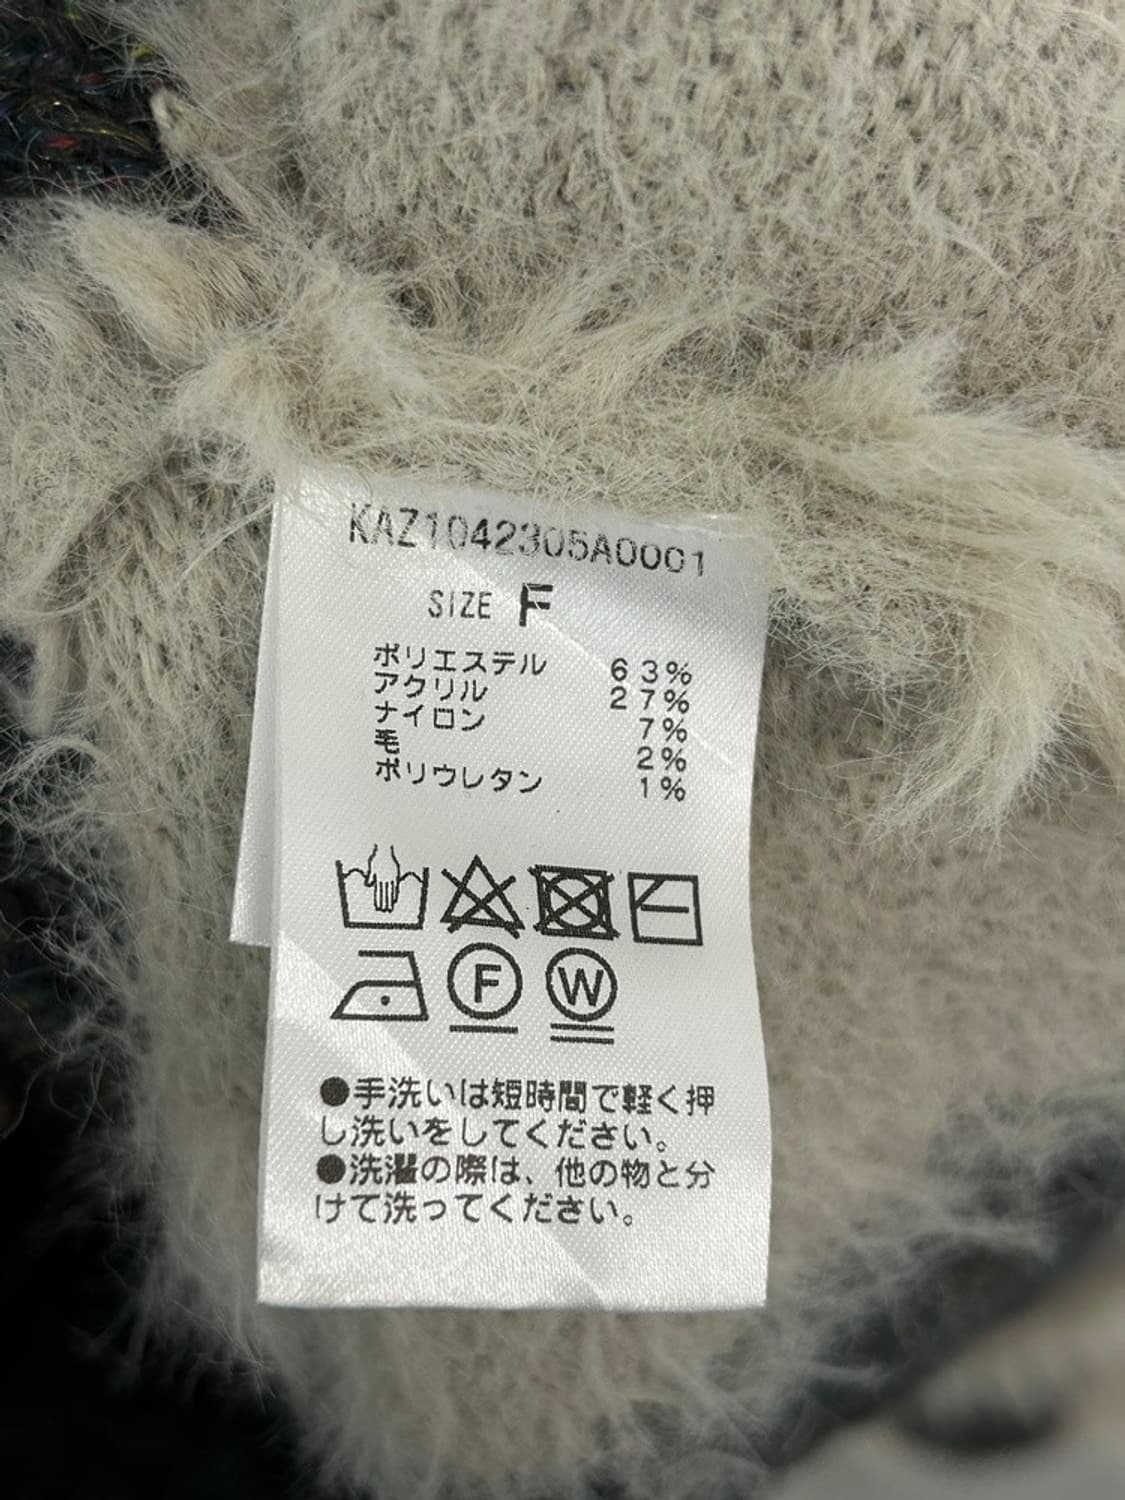 KAZ1042305A0001
SIZE F
ポリエステル 63%
アクリル 27%
ナイロン 7%
毛 2%
ポリウレタン 1%
F W
●手洗いは短時間で軽く押
し洗いをしてください。
●洗濯の際は、他の物と分
けて洗ってください。